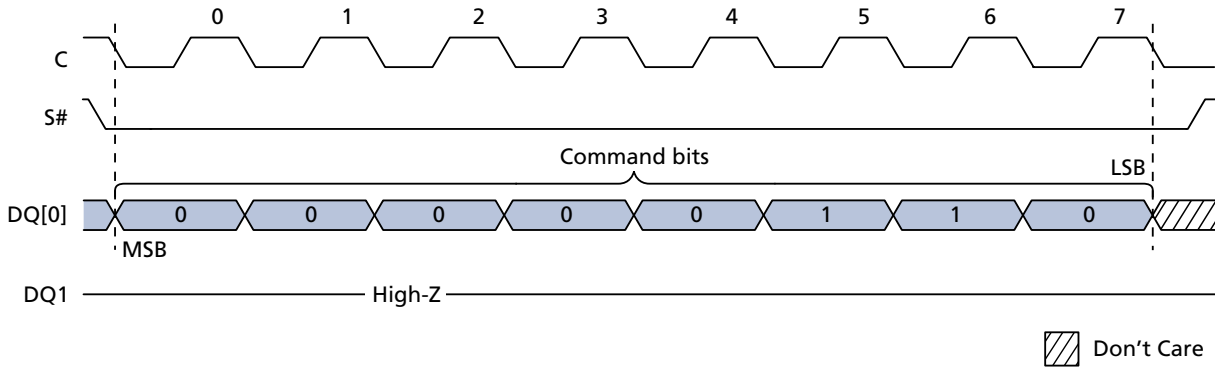 0 1 2 3 4 5 6 7
C
S#
Command bits
LSB
DQ[0] 0 0 0 0 0 1 1 0
MSB
DQ1 High-Z
Don't Care